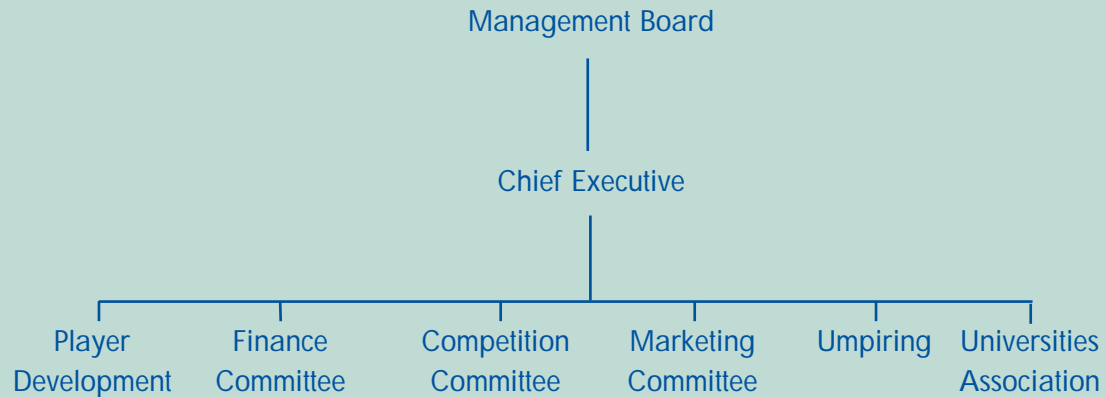 Management Board
Chief Executive
Player Development
Finance Committee
Competition Committee
Marketing Committee
Umpiring
Universities Association